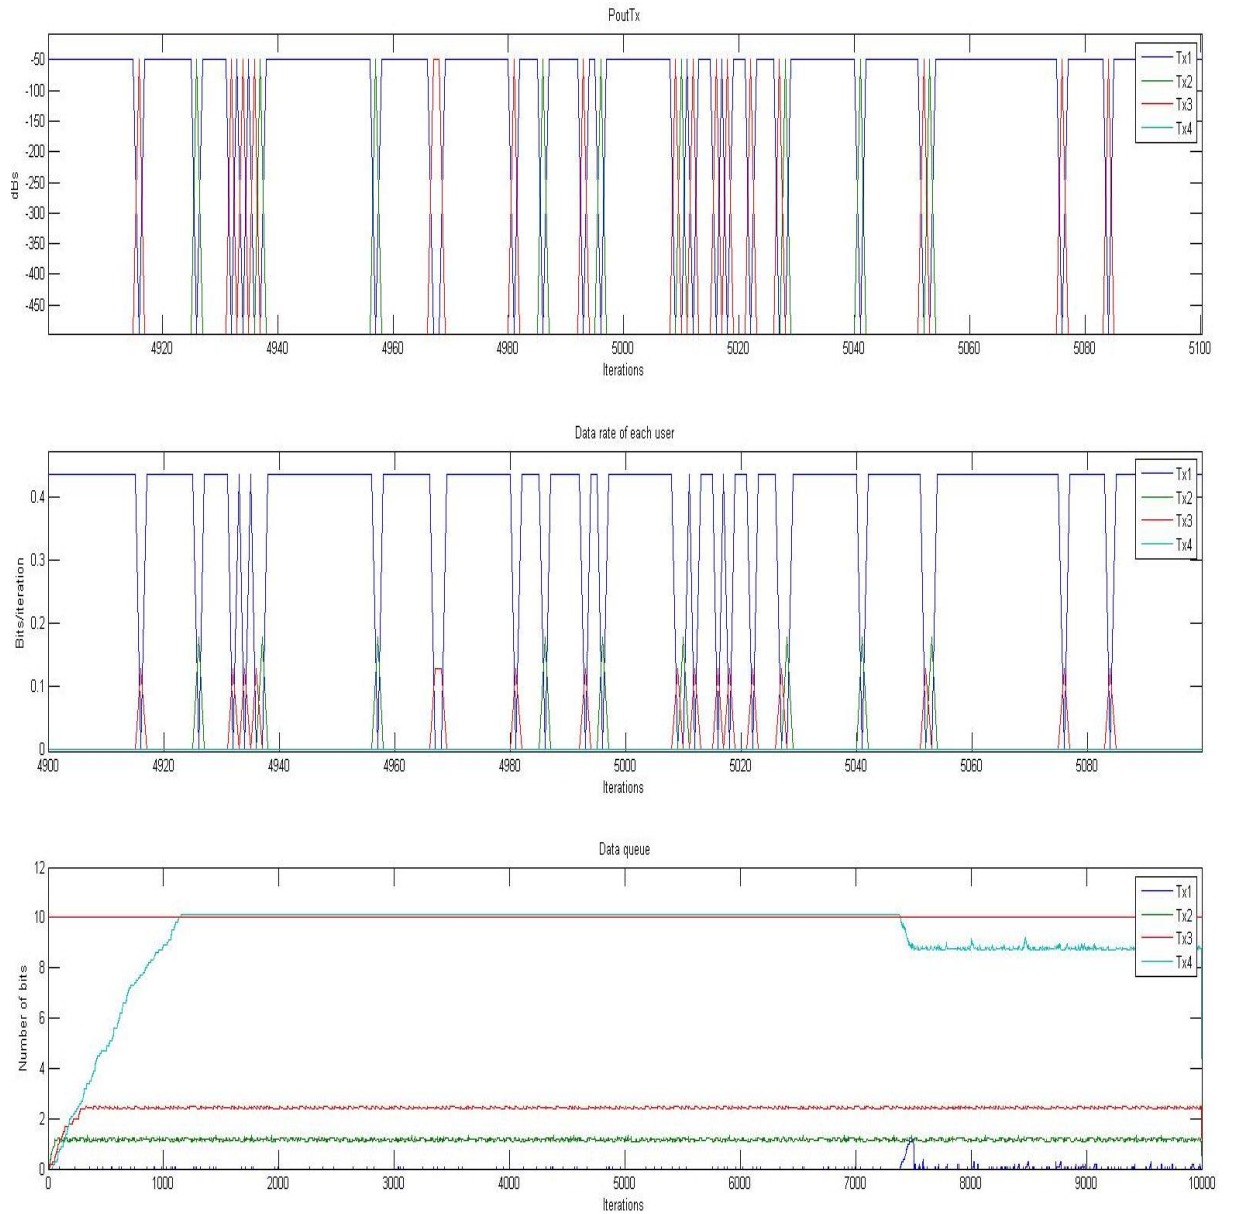 PoutTx
-50
-100
-150
-200
-250
-300
-350
-400
-450
dBs
4920 4940 4960 4980 5000 5020 5040 5060 5080 5100
Iterations
Tx1
Tx2
Tx3
Tx4
Data rate of each user
0.4
0.3
0.2
0.1
0
Bits/iteration
4900 4920 4940 4960 4980 5000 5020 5040 5060 5080
Iterations
Tx1
Tx2
Tx3
Tx4
Data queue
12
10
8
6
4
2
0
Number of bits
0 1000 2000 3000 4000 5000 6000 7000 8000 9000 10000
Iterations
Tx1
Tx2
Tx3
Tx4